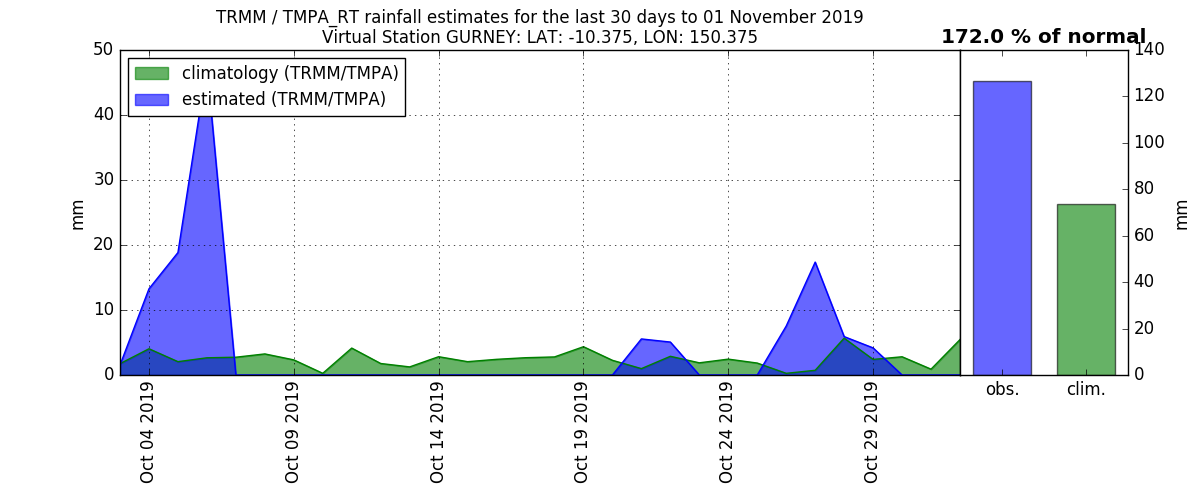 TRMM / TMPA_RT rainfall estimates for the last 30 days to 01 November 2019
Virtual Station GURNEY: LAT: -10.375, LON: 150.375
172.0 % of normal
climatology (TRMM/TMPA)
estimated (TRMM/TMPA)
50
40
30
20
10
0
mm
140
120
100
80
60
40
20
0
mm
obs.
clim.
Oct 04 2019
Oct 09 2019
Oct 14 2019
Oct 19 2019
Oct 24 2019
Oct 29 2019